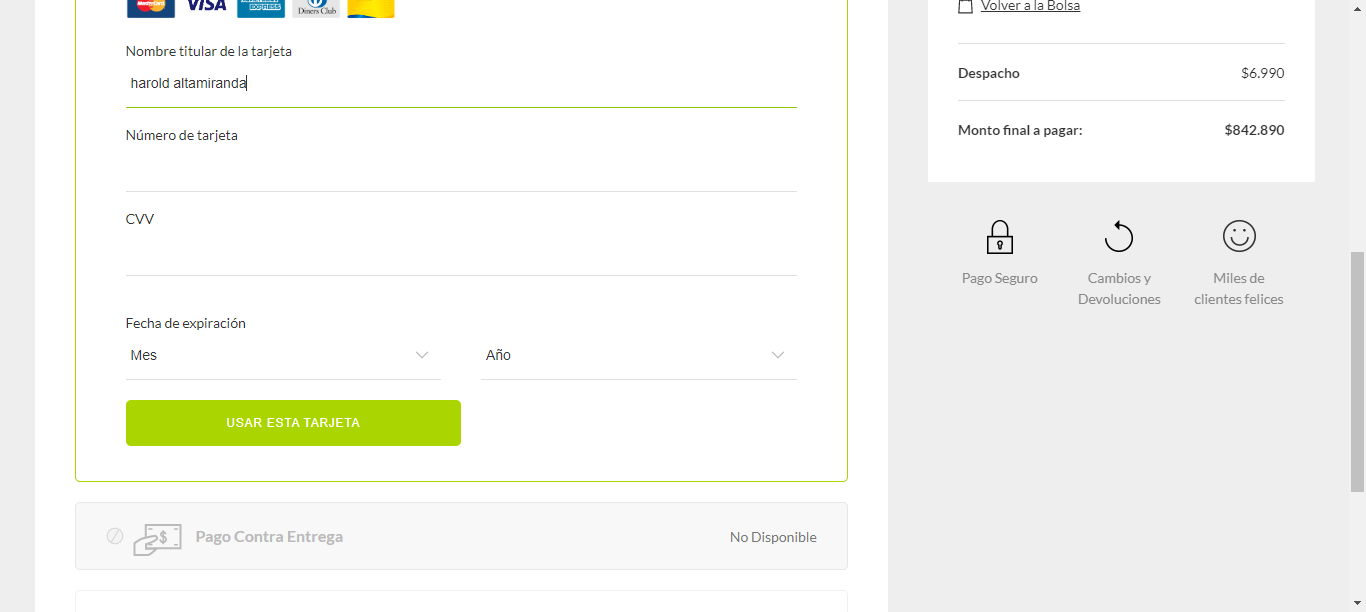 MasterCard VISA AMERICAN EXPRESS Diners Club
Nombre titular de la tarjeta
harold altamiranda
Número de tarjeta
CVV
Fecha de expiración
Mes Año
USAR ESTA TARJETA
Pago Contra Entrega No Disponible
Volver a la Bolsa
Despacho $6.990
Monto final a pagar: $842.890
Pago Seguro
Cambios y
Devoluciones
Miles de
clientes felices